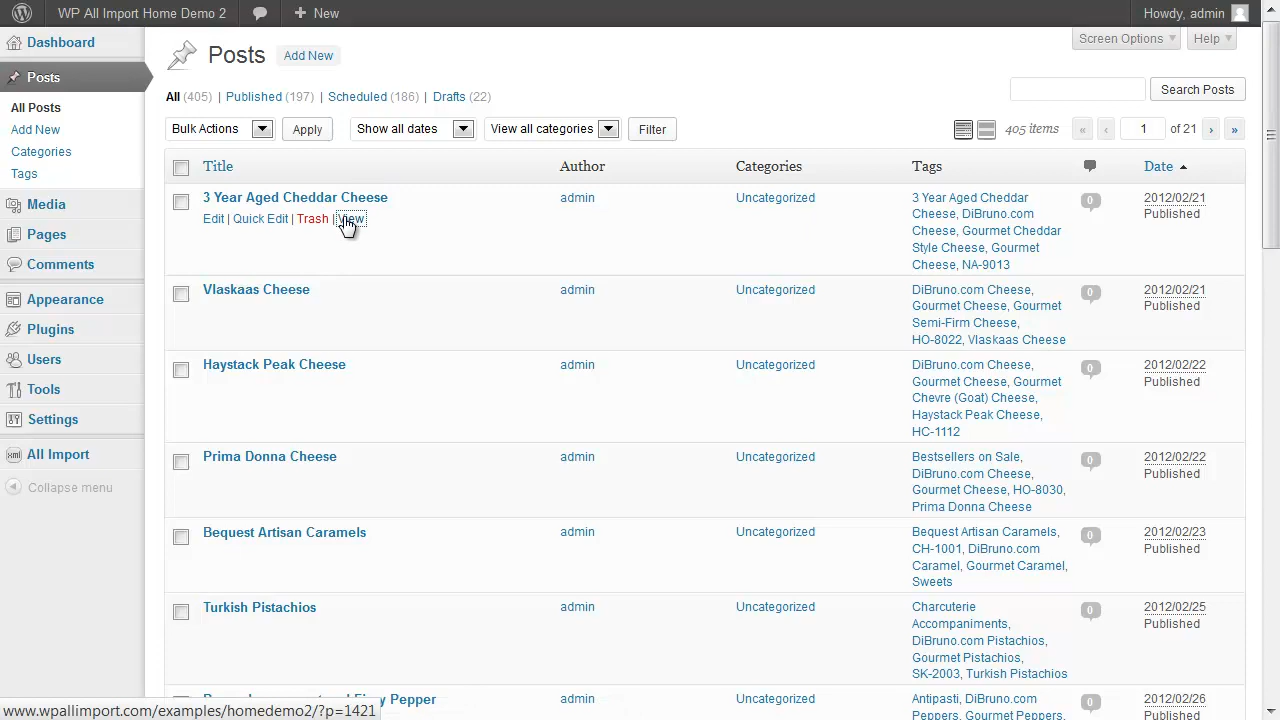 WP All Import Home Demo 2 New Howdy, admin
Dashboard
Posts
All Posts
Add New
Categories
Tags
Media
Pages
Comments
Appearance
Plugins
Users
Tools
Settings
All Import
Collapse menu
Screen Options Help
Posts Add New
All (405) | Published (197) | Scheduled (186) | Drafts (22)
Search Posts
Bulk Actions Apply Show all dates View all categories Filter 405 items « ‹ 1 of 21 › »
Title Author Categories Tags Date
3 Year Aged Cheddar Cheese admin Uncategorized 3 Year Aged Cheddar 0 2012/02/21
Edit | Quick Edit | Trash | View Cheese, DiBruno.com Published
Cheese, Gourmet Cheddar
Style Cheese, Gourmet
Cheese, NA-9013
Vlaskaas Cheese admin Uncategorized DiBruno.com Cheese, 0 2012/02/21
Gourmet Cheese, Gourmet Published
Semi-Firm Cheese,
HO-8022, Vlaskaas Cheese
Haystack Peak Cheese admin Uncategorized DiBruno.com Cheese, 0 2012/02/22
Gourmet Cheese, Gourmet Published
Chevre (Goat) Cheese,
Haystack Peak Cheese,
HC-1112
Prima Donna Cheese admin Uncategorized Bestsellers on Sale, 0 2012/02/22
DiBruno.com Cheese, Published
Gourmet Cheese, HO-8030,
Prima Donna Cheese
Bequest Artisan Caramels admin Uncategorized Bequest Artisan Caramels, 0 2012/02/23
CH-1001, DiBruno.com Published
Caramel, Gourmet Caramel,
Sweets
Turkish Pistachios admin Uncategorized Charcuterie 0 2012/02/25
Accompaniments, Published
DiBruno.com Pistachios,
Gourmet Pistachios,
SK-2003, Turkish Pistachios
Pepper admin Uncategorized Antipasti, DiBruno.com 0 2012/02/26
Peppers, Gourmet Peppers, Published
www.wpallimport.com/examples/homedemo2/?p=1421